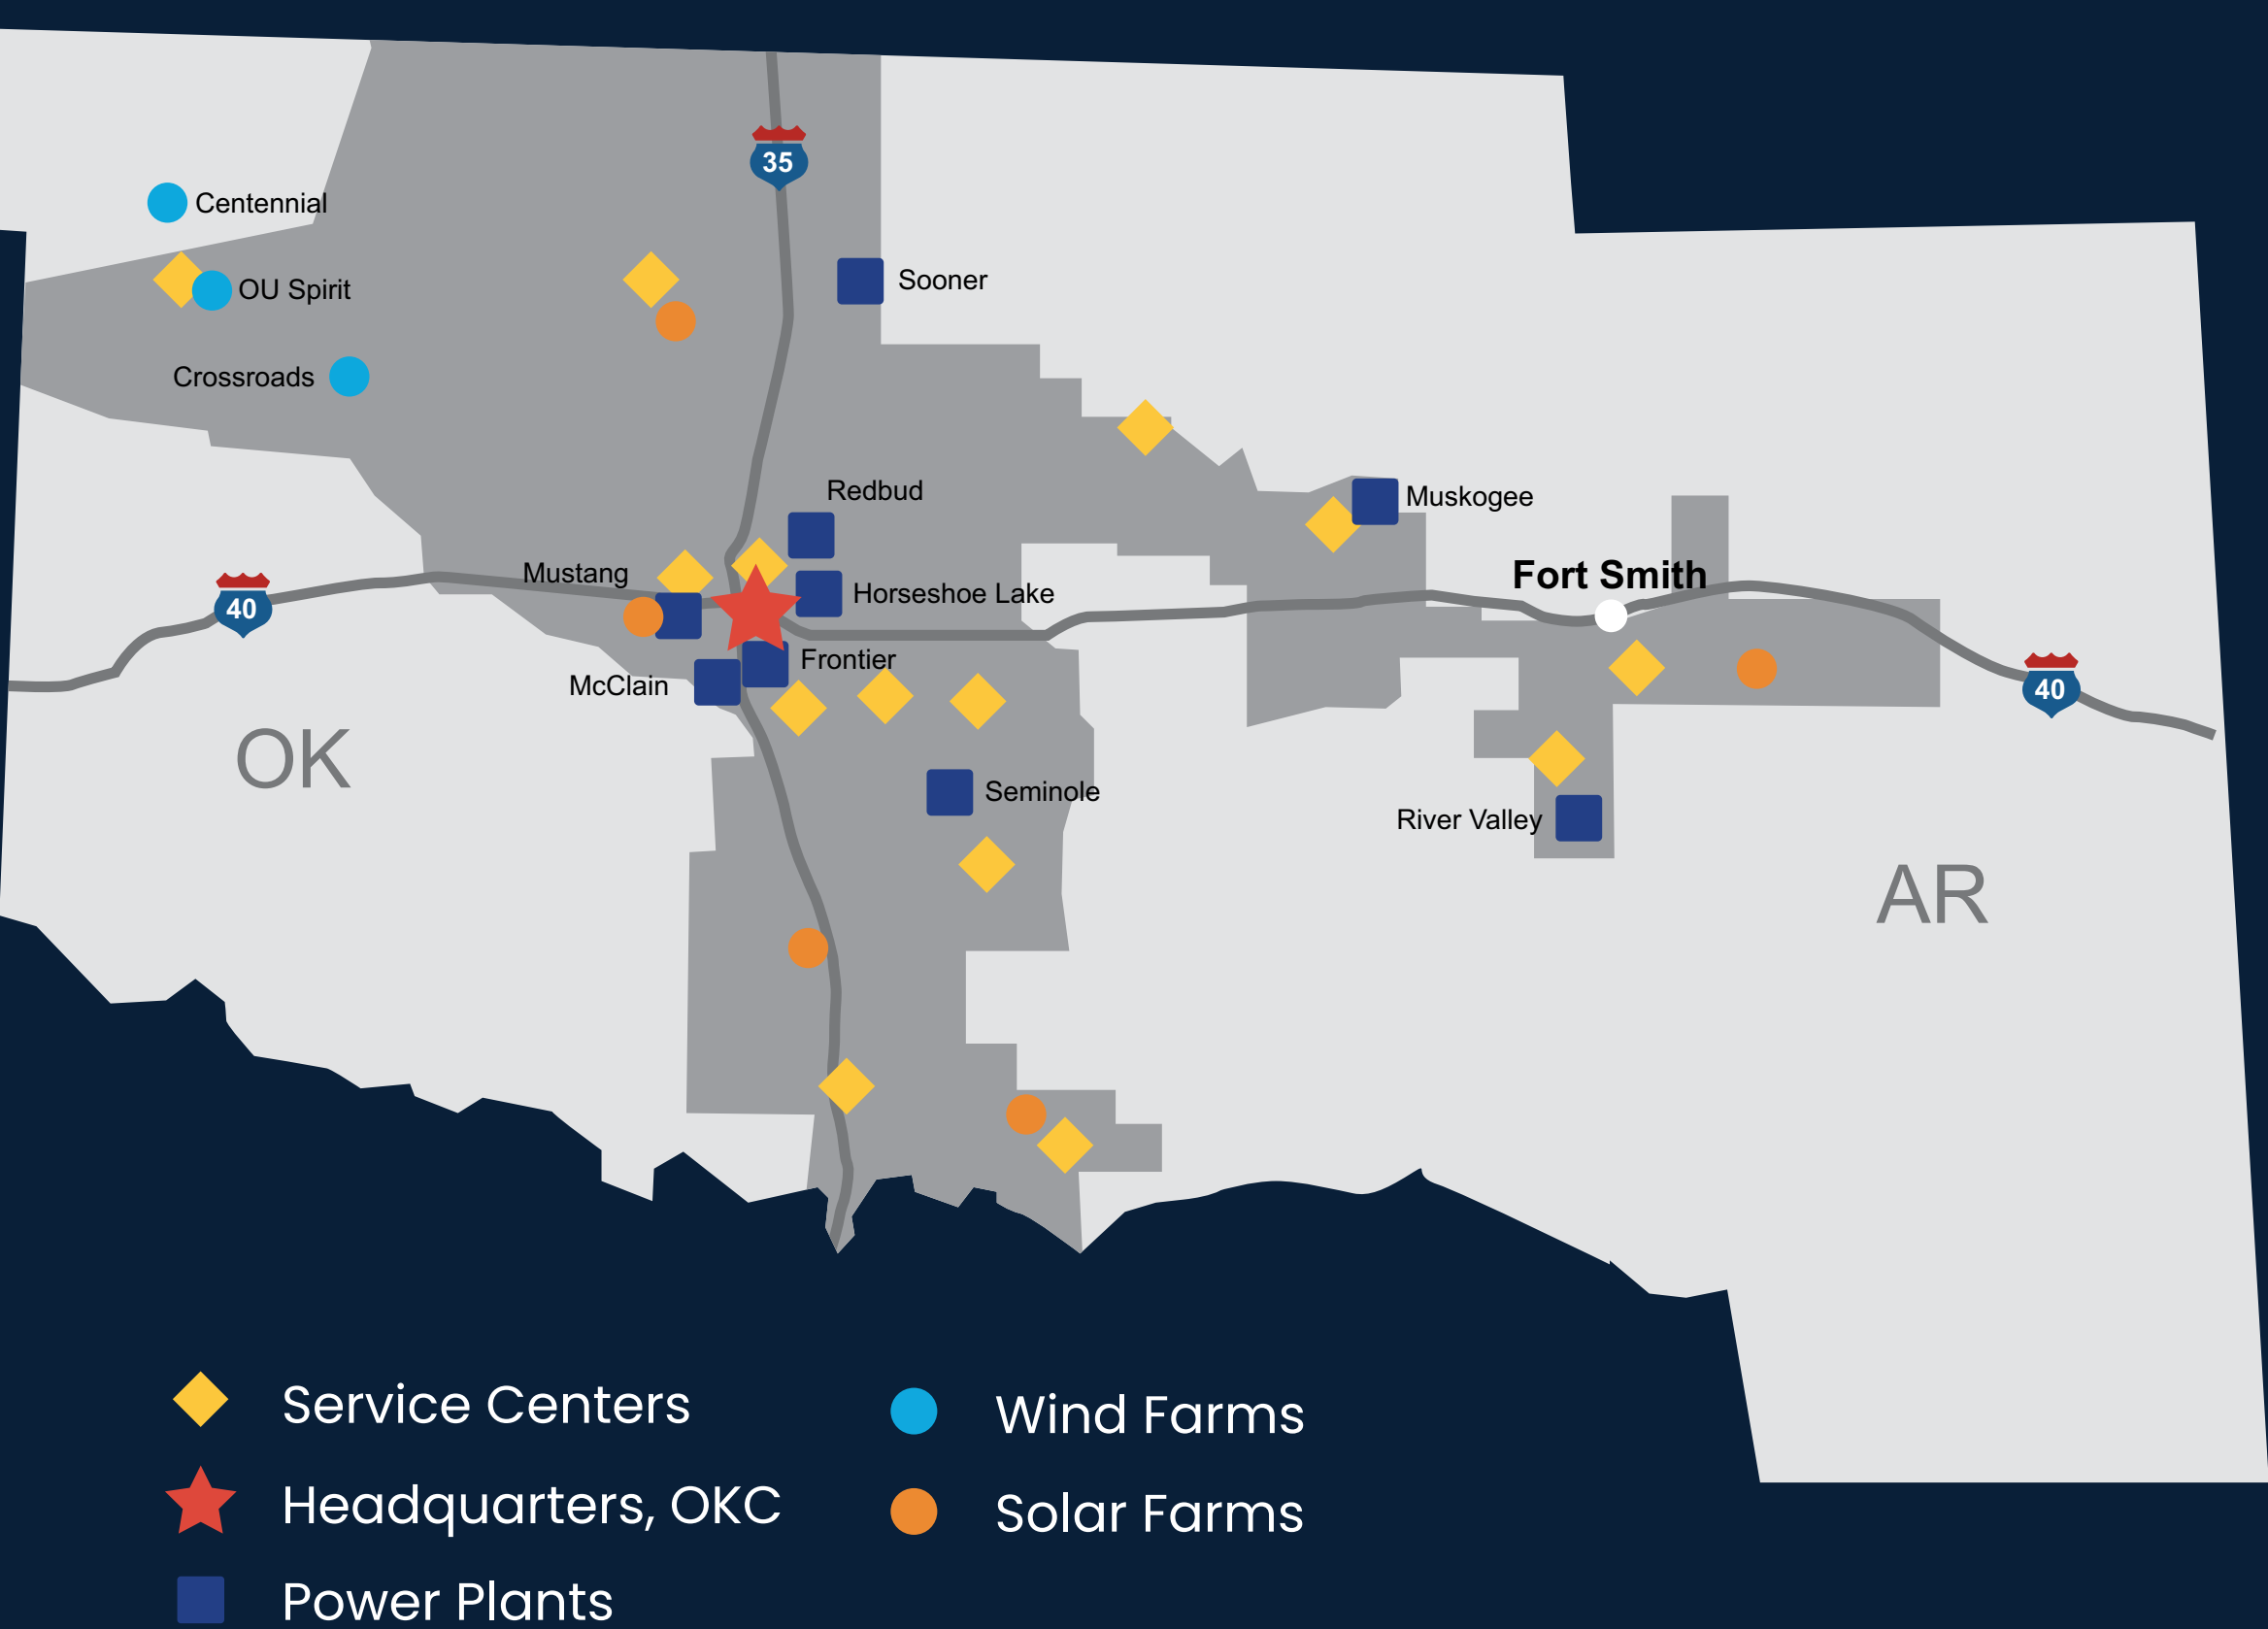 35
Centennial
Sooner
OU Spirit
Crossroads
Redbud
Muskogee
Mustang
Fort Smith
40
Horseshoe Lake
Frontier
McClain
40
OK
Seminole
River Valley
AR
Service Centers
Wind Farms
Headquarters, OKC
Solar Farms
Power Plants